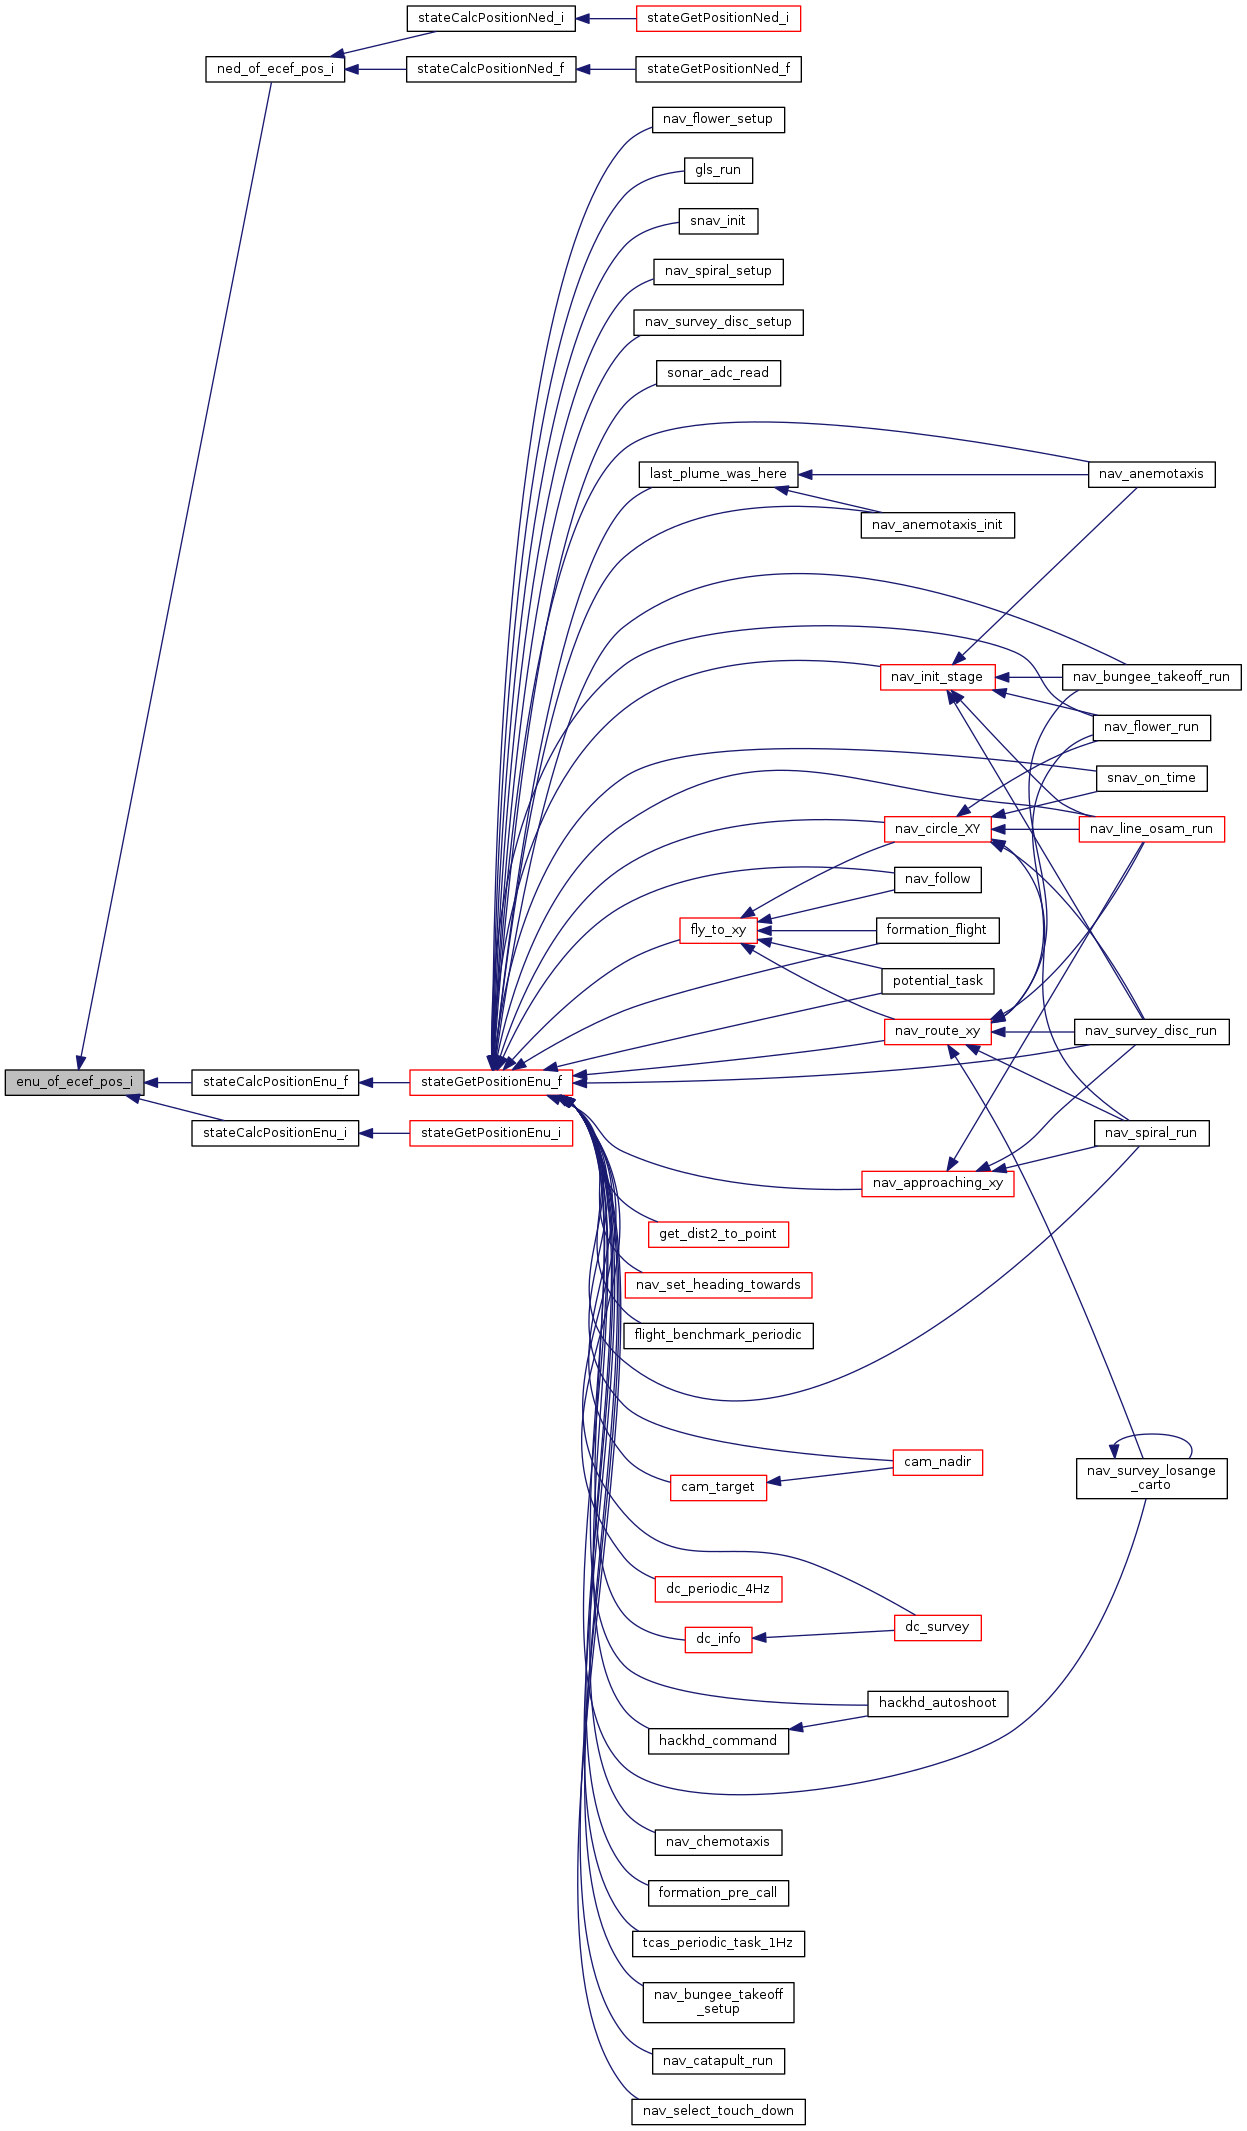 stateCalcPositionNed_i
stateGetPositionNed_i
ned_of_ecef_pos_i
stateCalcPositionNed_f
stateGetPositionNed_f
nav_flower_setup
gls_run
snav_init
nav_spiral_setup
nav_survey_disc_setup
sonar_adc_read
last_plume_was_here
nav_anemotaxis
nav_anemotaxis_init
nav_init_stage
nav_bungee_takeoff_run
nav_flower_run
snav_on_time
nav_circle_XY
nav_line_osam_run
nav_follow
fly_to_xy
formation_flight
potential_task
nav_route_xy
nav_survey_disc_run
enu_of_ecef_pos_i
stateCalcPositionEnu_f
stateGetPositionEnu_f
stateCalcPositionEnu_i
stateGetPositionEnu_i
nav_spiral_run
nav_approaching_xy
get_dist2_to_point
nav_set_heading_towards
flight_benchmark_periodic
cam_nadir
cam_target
nav_survey_losange
_carto
dc_periodic_4Hz
dc_survey
dc_info
hackhd_autoshoot
hackhd_command
nav_chemotaxis
formation_pre_call
tcas_periodic_task_1Hz
nav_bungee_takeoff
_setup
nav_catapult_run
nav_select_touch_down